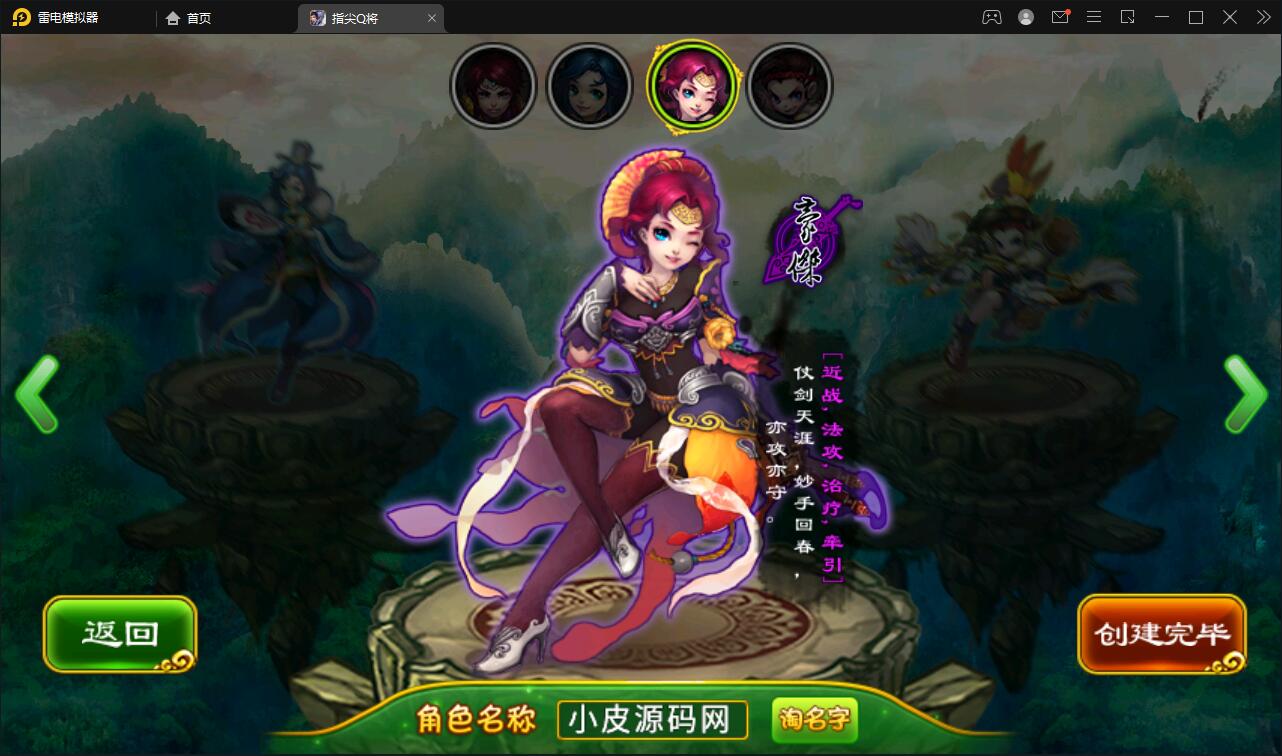 雷电模拟器
首页
指尖Q将
豪傑
[近战，法攻，治疗，牵引]
仗剑天涯，妙手回春，
亦攻亦守。
返回
创建完毕
角色名称
小皮源码网
淘名字